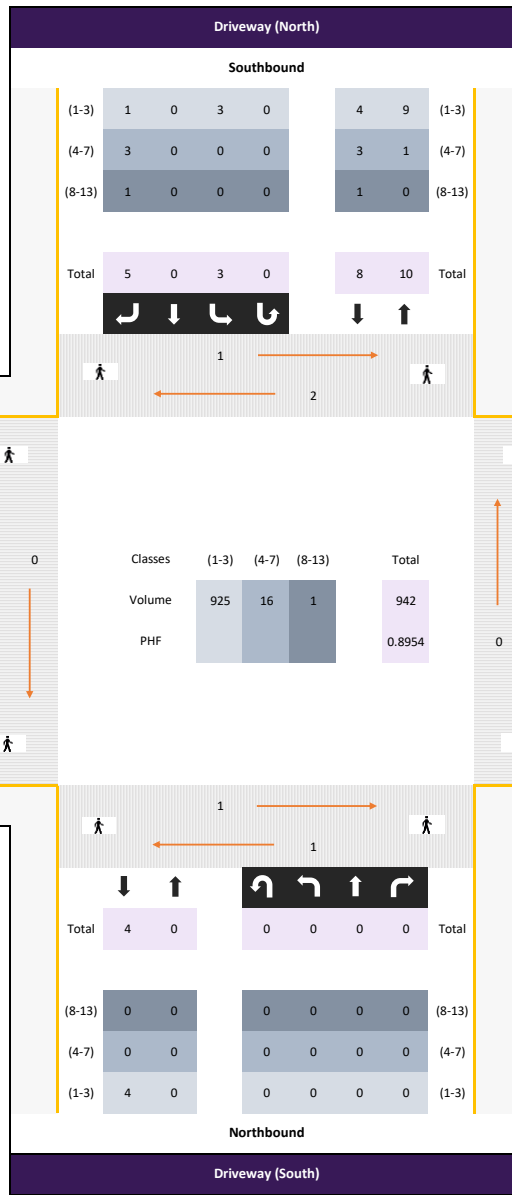 Driveway (North)
Southbound
(1-3) 1 0 3 0 4 9 (1-3)
(4-7) 3 0 0 0 3 1 (4-7)
(8-13) 1 0 0 0 1 0 (8-13)
Total 5 0 3 0 8 10 Total
1
2
0
Classes (1-3) (4-7) (8-13) Total
Volume 925 16 1 942
PHF 0.8954
0
1
1
Total 4 0 0 0 0 0 Total
(8-13) 0 0 0 0 0 0 (8-13)
(4-7) 0 0 0 0 0 0 (4-7)
(1-3) 4 0 0 0 0 0 (1-3)
Northbound
Driveway (South)